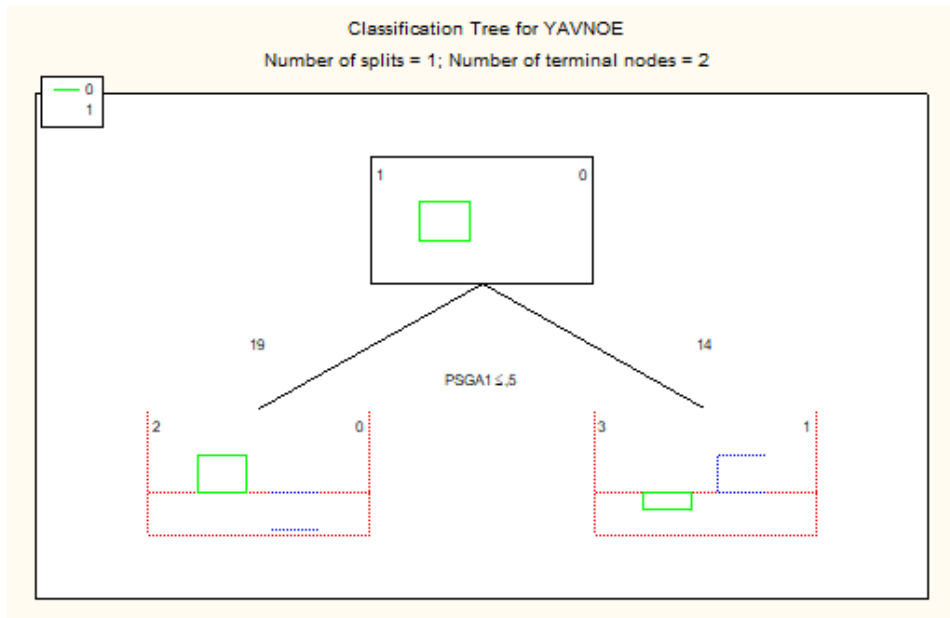 Classification Tree for YAVNOE
Number of splits = 1; Number of terminal nodes = 2
0
1
1 0
19 14
PSGA1≤,5
2 0 3 1